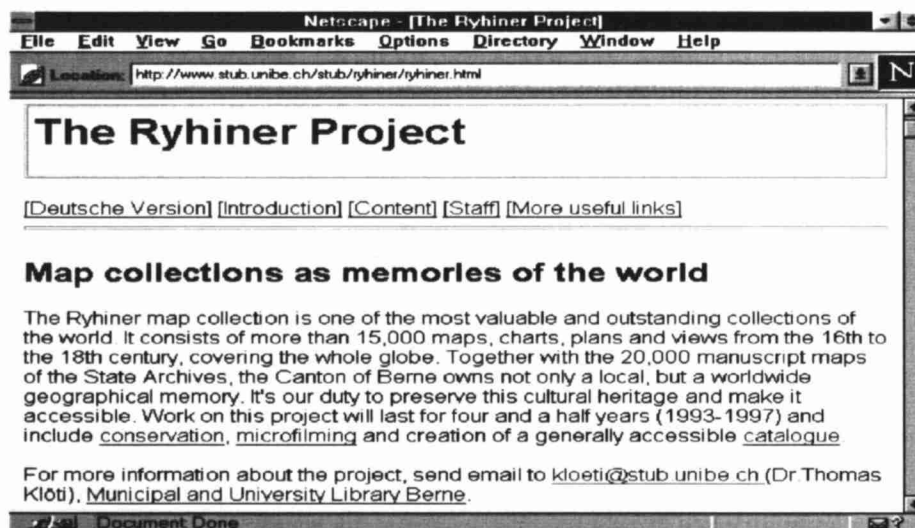 Netscape - [The Ryhiner Project]
File Edit View Go Bookmarks Options Directory Window Help
Location: http://www.stub.unibe.ch/stub/ryhiner/ryhiner.html
N
The Ryhiner Project
[Deutsche Version] [Introduction] [Content] [Staff] [More useful links]
Map collections as memories of the world
The Ryhiner map collection is one of the most valuable and outstanding collections of
the world. It consists of more than 15,000 maps, charts, plans and views from the 16th to
the 18th century, covering the whole globe. Together with the 20,000 manuscript maps
of the State Archives, the Canton of Berne owns not only a local, but a worldwide
geographical memory. It's our duty to preserve this cultural heritage and make it
accessible. Work on this project will last for four and a half years (1993-1997) and
include conservation, microfilming and creation of a generally accessible catalogue.
For more information about the project, send email to kloeti@stub.unibe.ch (Dr.Thomas
Klöti), Municipal and University Library Berne.
Document Done